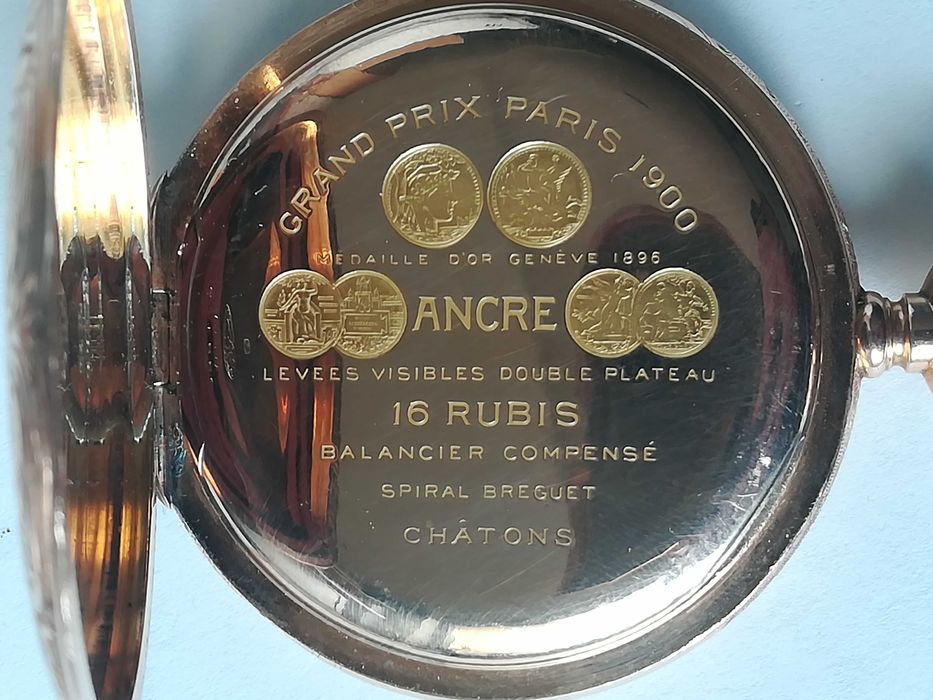 GRAND PRIX PARIS 1900
MEDAILLE D'OR GENÈVE 1896
ANCRE
LEVEES VISIBLES DOUBLE PLATEAU
16 RUBIS
BALANCIER COMPENSÉ
SPIRAL BREGUET
CHÂTONS